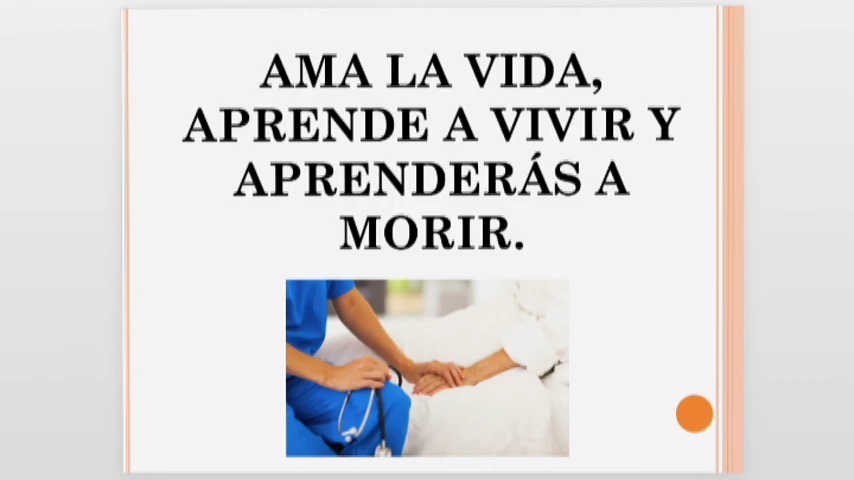 AMA LA VIDA,
APRENDE A VIVIR Y
APRENDERÁS A
MORIR.